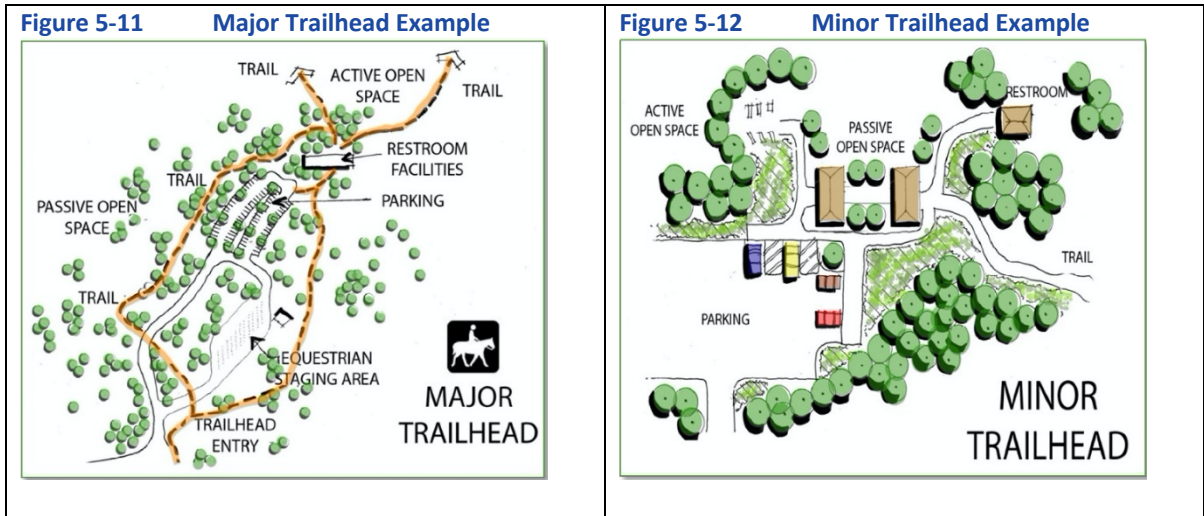 Figure 5-11 Major Trailhead Example
TRAIL
ACTIVE OPEN
SPACE
TRAIL
RESTROOM
FACILITIES
TRAIL
PARKING
PASSIVE OPEN
SPACE
TRAIL
EQUESTRIAN
STAGING AREA
MAJOR
TRAILHEAD
TRAILHEAD
ENTRY
Figure 5-12 Minor Trailhead Example
RESTROOM
ACTIVE
OPEN SPACE
PASSIVE
OPEN SPACE
TRAIL
PARKING
MINOR
TRAILHEAD